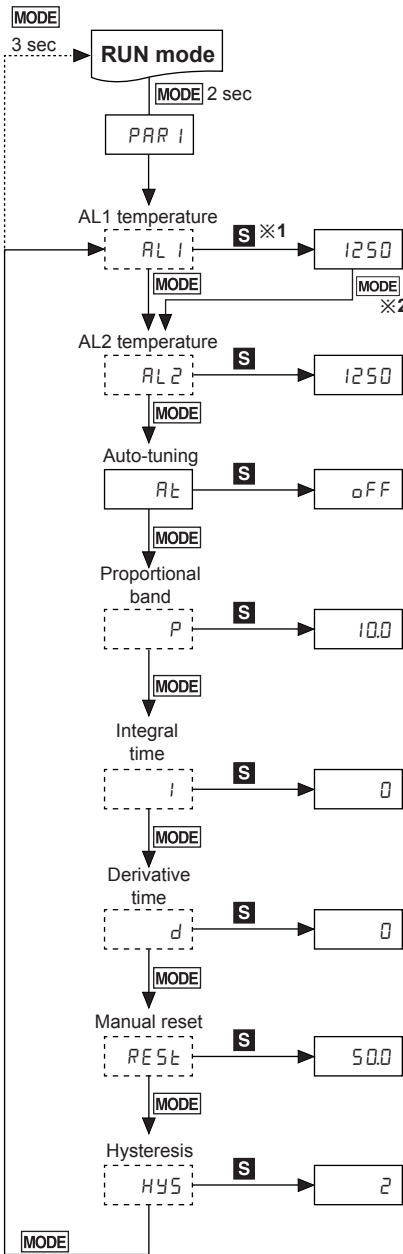 MODE
3 sec
RUN mode
MODE 2 sec
PAR1
AL1 temperature
AL1
S ※1
1250
MODE
MODE
※2
AL2 temperature
AL2
S
1250
MODE
Auto-tuning
At
S
oFF
MODE
Proportional
band
P
S
10.0
MODE
Integral
time
I
S
0
MODE
Derivative
time
d
S
0
MODE
Manual reset
RESt
S
50.0
MODE
Hysteresis
HYS
S
2
MODE